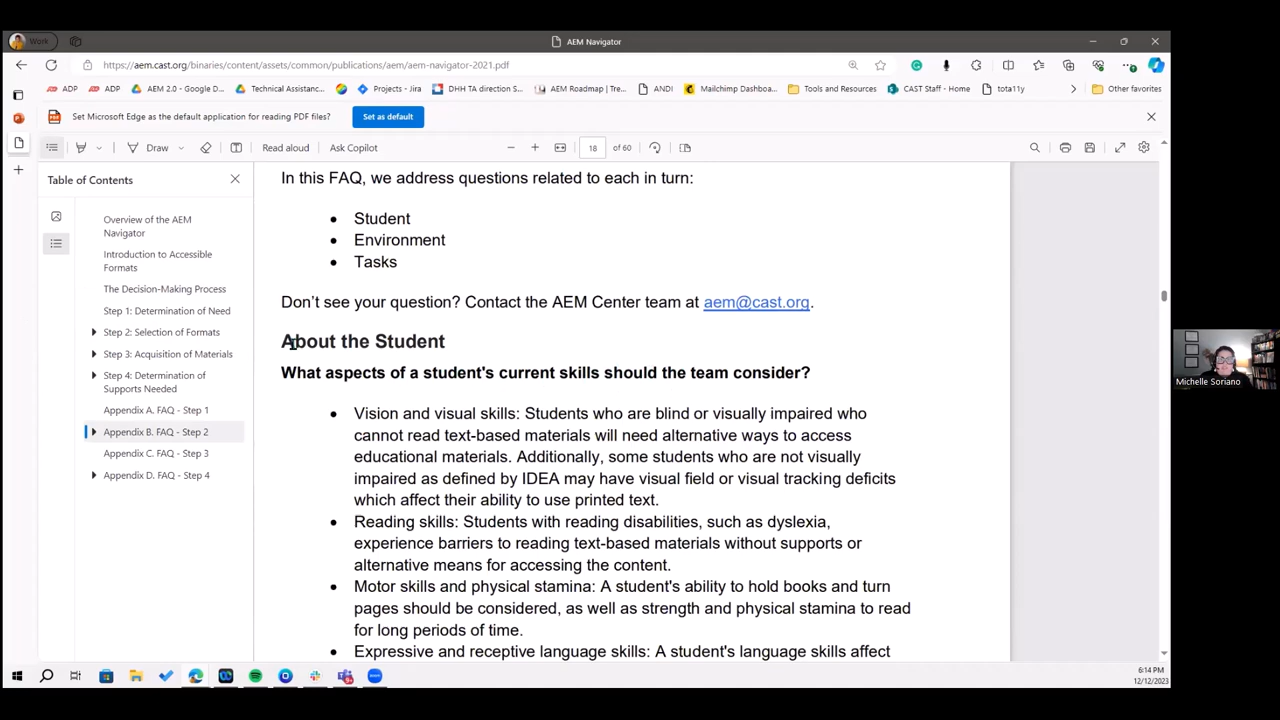 Work
AEM Navigator
https://aem.cast.org/binaries/content/assets/common/publications/aem/aem-navigator-2021.pdf
ADP
ADP
AEM 2.0 - Google D...
Technical Assistanc...
Projects - Jira
DHH TA direction S...
AEM Roadmap | Tre...
ANDI
Mailchimp Dashboa...
Tools and Resources
CAST Staff - Home
tota11y
Other favorites
Set Microsoft Edge as the default application for reading PDF files?
Set as default
Draw
Read aloud
Ask Copilot
18 of 60
Table of Contents
Overview of the AEM
Navigator
Introduction to Accessible
Formats
The Decision-Making Process
Step 1: Determination of Need
Step 2: Selection of Formats
Step 3: Acquisition of Materials
Step 4: Determination of
Supports Needed
Appendix A. FAQ - Step 1
Appendix B. FAQ - Step 2
Appendix C. FAQ - Step 3
Appendix D. FAQ - Step 4
In this FAQ, we address questions related to each in turn:
• Student
• Environment
• Tasks
Don't see your question? Contact the AEM Center team at aem@cast.org.
About the Student
What aspects of a student's current skills should the team consider?
• Vision and visual skills: Students who are blind or visually impaired who
cannot read text-based materials will need alternative ways to access
educational materials. Additionally, some students who are not visually
impaired as defined by IDEA may have visual field or visual tracking deficits
which affect their ability to use printed text.
• Reading skills: Students with reading disabilities, such as dyslexia,
experience barriers to reading text-based materials without supports or
alternative means for accessing the content.
• Motor skills and physical stamina: A student's ability to hold books and turn
pages should be considered, as well as strength and physical stamina to read
for long periods of time.
• Expressive and receptive language skills: A student's language skills affect
Michelle Soriano
6:14 PM
12/12/2023